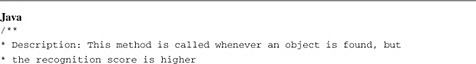 Java
/**
* Description: This method is called whenever an object is found, but
* the recognition score is higher